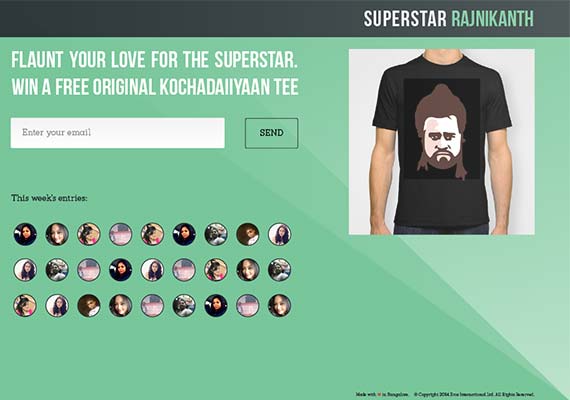 SUPERSTAR RAJNIKANTH
FLAUNT YOUR LOVE FOR THE SUPERSTAR.
WIN A FREE ORIGINAL KOCHADAIIYAAN TEE
Enter your email
SEND
This week's entries:
Made with ♥ in Bangalore. © Copyright 2014 Eros International Ltd. All Rights Reserved.